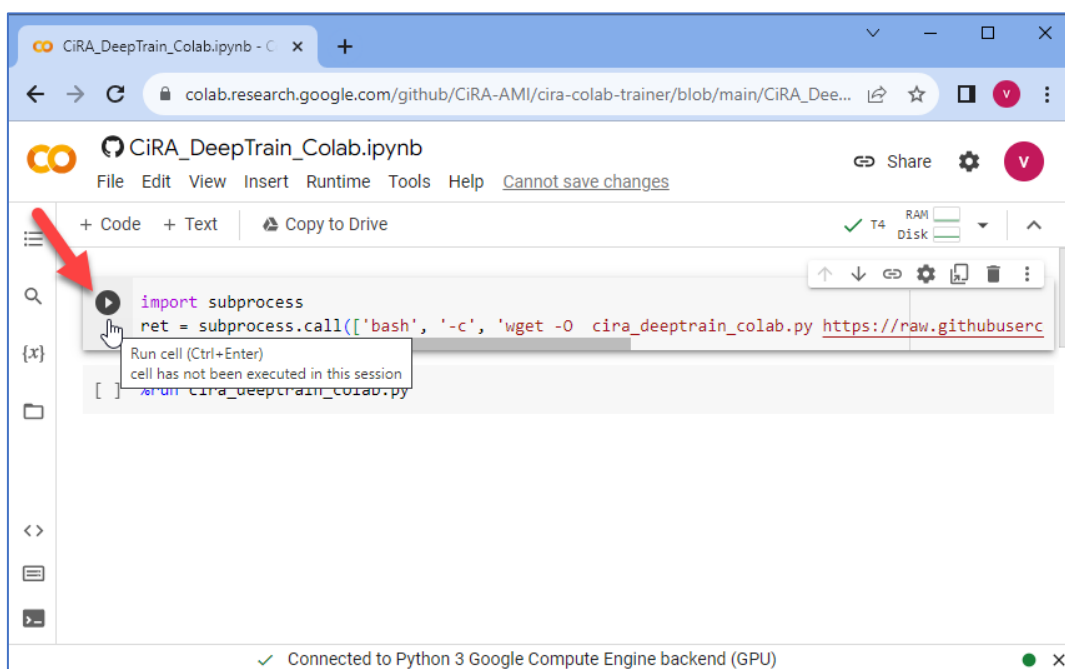 CiRA_DeepTrain_Colab.ipynb - C
colab.research.google.com/github/CiRA-AMI/cira-colab-trainer/blob/main/CiRA_Dee...
V
CiRA_DeepTrain_Colab.ipynb
Share
V
File Edit View Insert Runtime Tools Help Cannot save changes
+ Code + Text Copy to Drive
T4 RAM
Disk
import subprocess
ret = subprocess.call(['bash', '-c', 'wget -O cira_deeptrain_colab.py https://raw.githubuserc
{x}
Run cell (Ctrl+Enter)
cell has not been executed in this session
[ ] %run cira_deeptrain_colab.py
Connected to Python 3 Google Compute Engine backend (GPU)